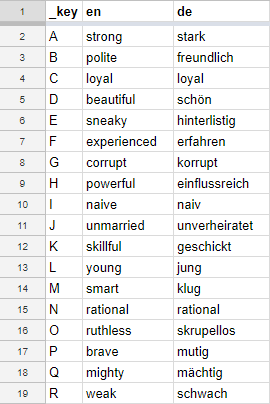 1 _key en de
2 A strong stark
3 B polite freundlich
4 C loyal loyal
5 D beautiful schön
6 E sneaky hinterlistig
7 F experienced erfahren
8 G corrupt korrupt
9 H powerful einflussreich
10 I naive naiv
11 J unmarried unverheiratet
12 K skillful geschickt
13 L young jung
14 M smart klug
15 N rational rational
16 O ruthless skrupellos
17 P brave mutig
18 Q mighty mächtig
19 R weak schwach